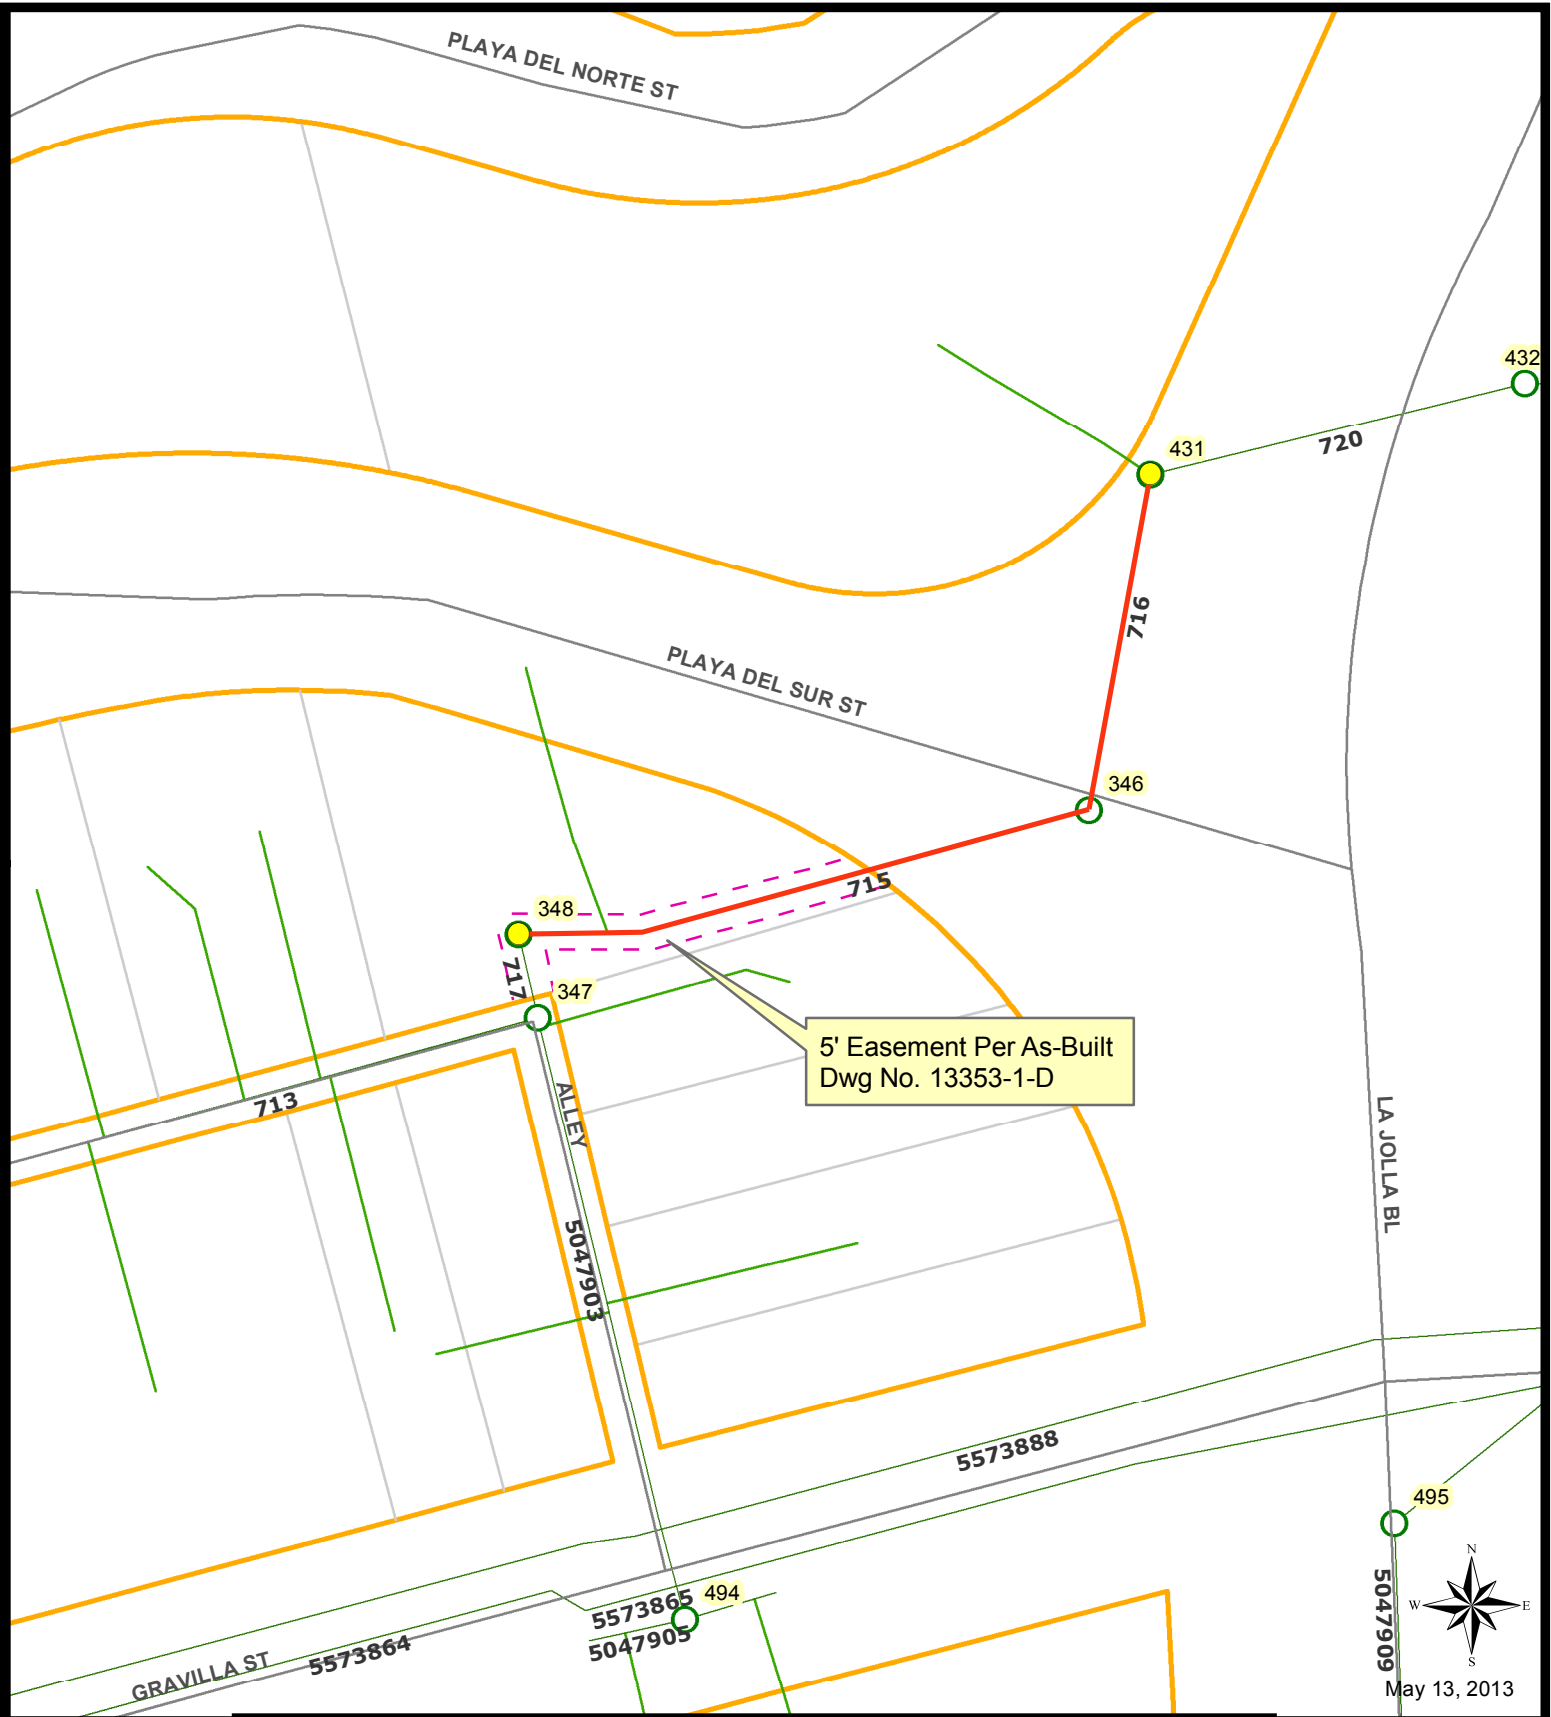 PLAYA DEL NORTE ST
432
720
431
716
PLAYA DEL SUR ST
346
715
348
717
347
5' Easement Per As-Built
Dwg No. 13353-1-D
713
ALLEY
LA JOLLA BL
5047903
5573888
495
N
W
E
S
494
5573865
5047905
5573864
GRAVILLA ST
5047909
May 13, 2013